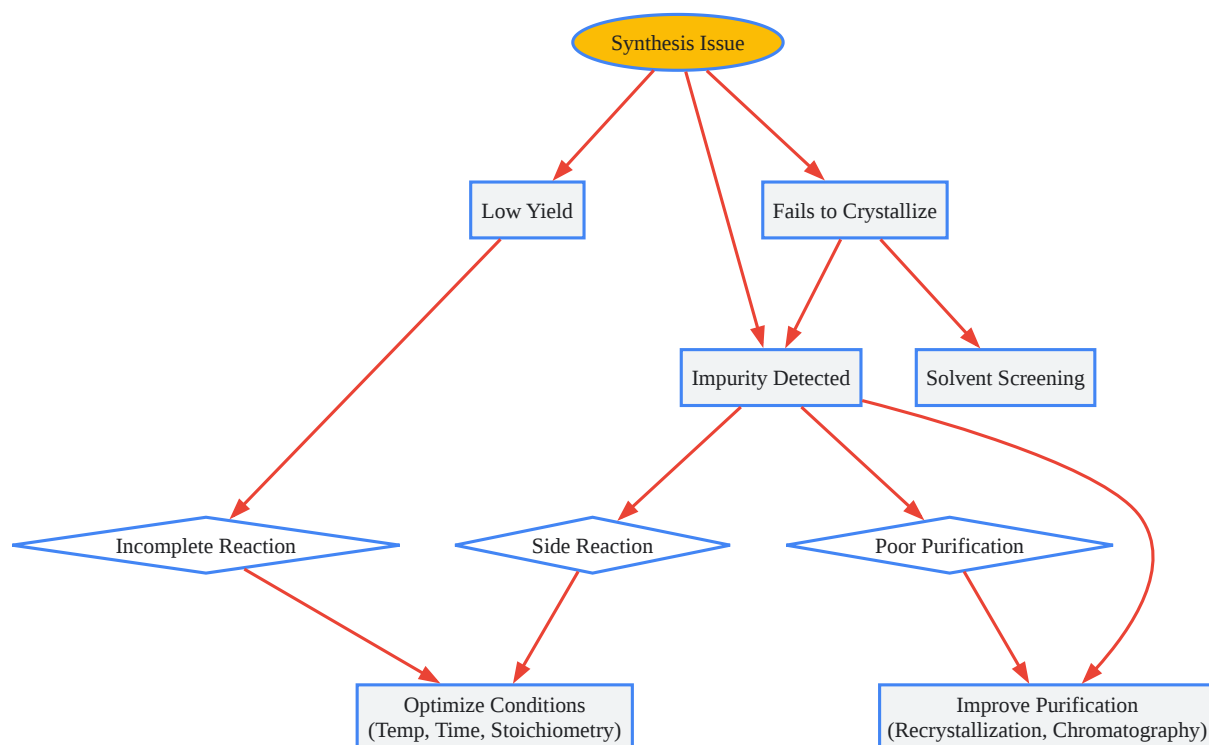 Synthesis Issue
Low Yield
Fails to Crystallize
Impurity Detected
Solvent Screening
Incomplete Reaction
Side Reaction
Poor Purification
Optimize Conditions
(Temp, Time, Stoichiometry)
Improve Purification
(Recrystallization, Chromatography)